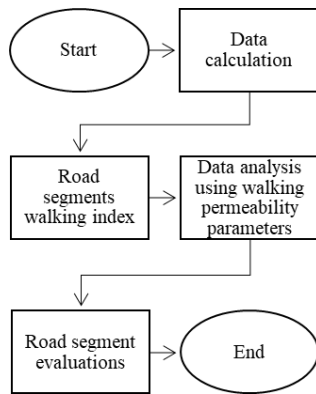 Start
Data
calculation
Road
segments
walking index
Data analysis
using walking
permeability
parameters
Road segment
evaluations
End